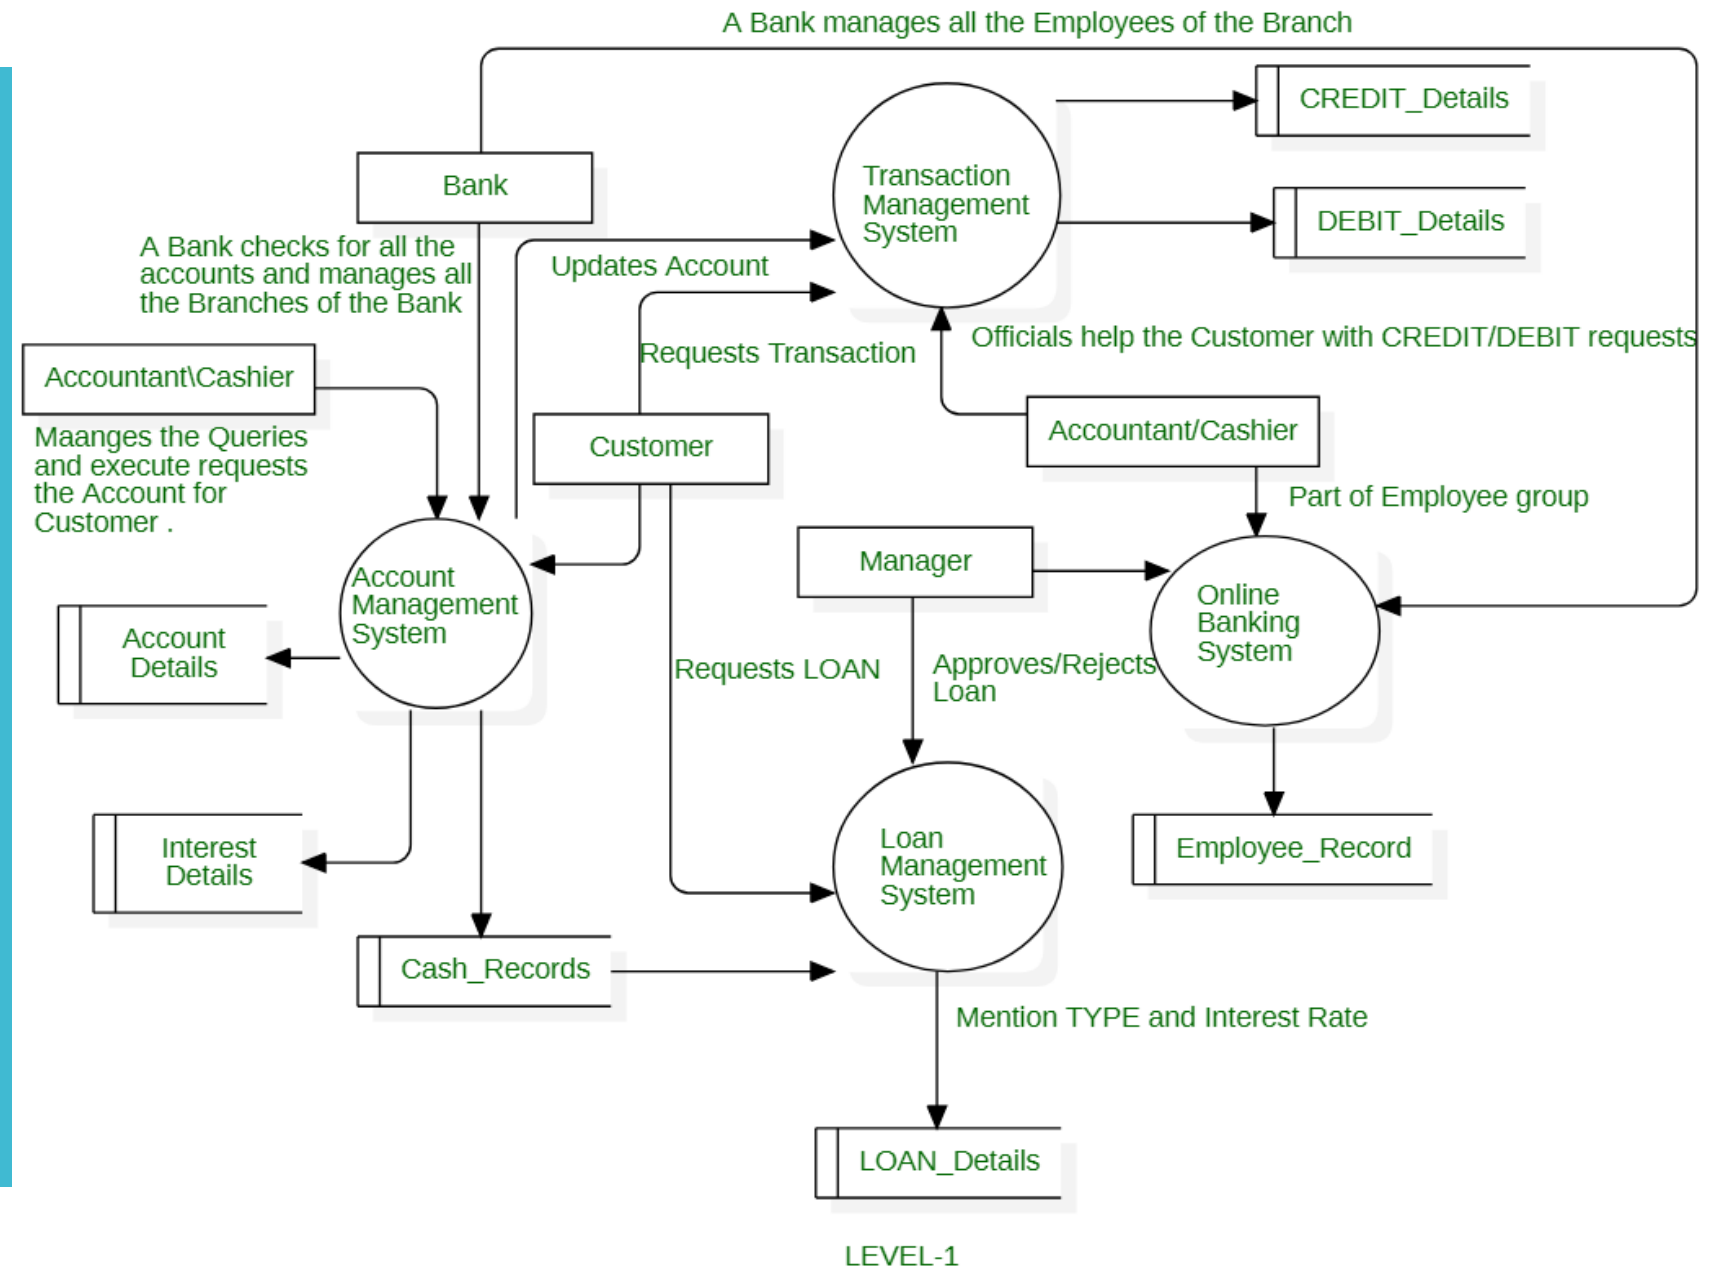 A Bank manages all the Employees of the Branch
CREDIT_Details
Bank
Transaction
Management
System
DEBIT_Details
A Bank checks for all the
accounts and manages all
the Branches of the Bank
Updates Account
Requests Transaction
Officials help the Customer with CREDIT/DEBIT requests
Accountant\Cashier
Customer
Accountant/Cashier
Maanges the Queries
and execute requests
the Account for
Customer .
Part of Employee group
Manager
Account
Management
System
Online
Banking
System
Account
Details
Requests LOAN
Approves/Rejects
Loan
Interest
Details
Loan
Management
System
Employee_Record
Cash_Records
Mention TYPE and Interest Rate
LOAN_Details
LEVEL-1